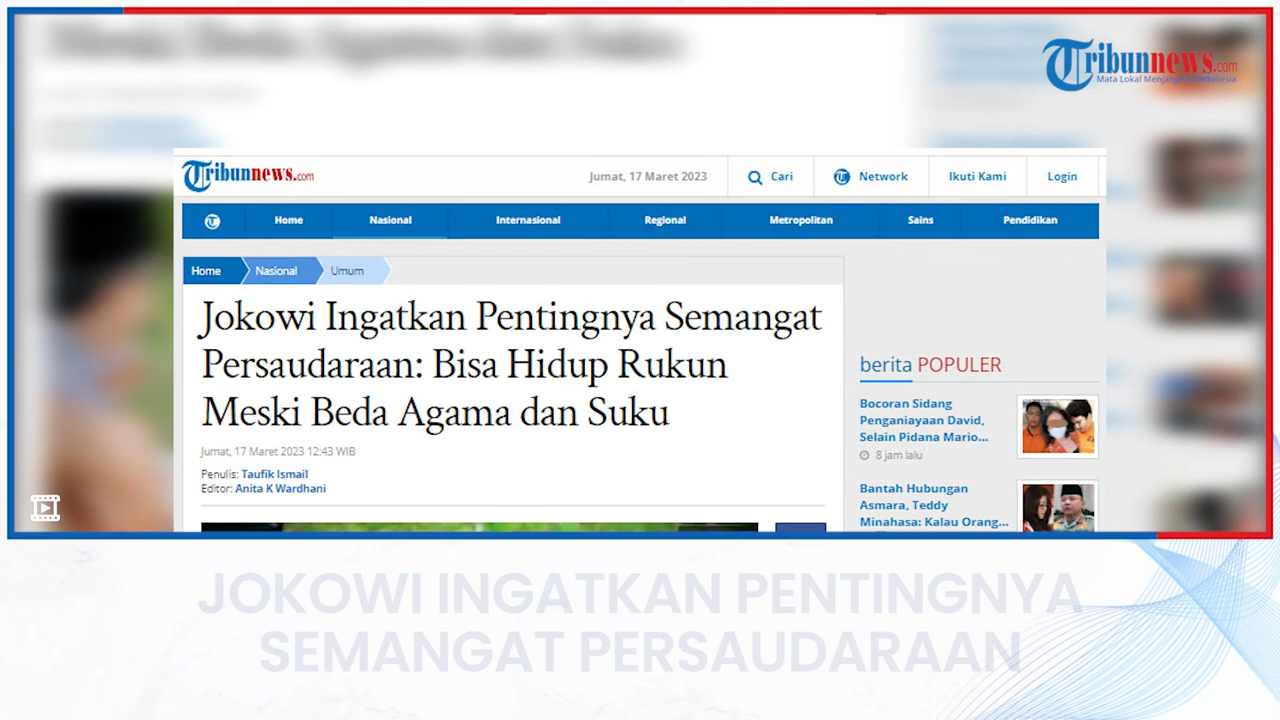 Tribunnews.com
Mata Lokal Menjangkau Indonesia
Tribunnews.com
Jumat, 17 Maret 2023
Cari
Network
Ikuti Kami
Login
Home
Nasional
Internasional
Regional
Metropolitan
Sains
Pendidikan
Home
Nasional
Umum
Jokowi Ingatkan Pentingnya Semangat
Persaudaraan: Bisa Hidup Rukun
Meski Beda Agama dan Suku
Jumat, 17 Maret 2023 12:43 WIB
Penulis: Taufik Ismail
Editor: Anita K Wardhani
berita POPULER
Bocoran Sidang
Penganiayaan David,
Selain Pidana Mario...
8 jam lalu
Bantah Hubungan
Asmara, Teddy
Minahasa: Kalau Orang...
JOKOWI INGATKAN PENTINGNYA
SEMANGAT PERSAUDARAAN